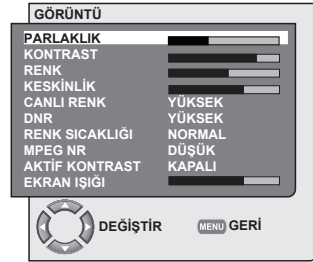 GÖRÜNTÜ
PARLAKLIK
KONTRAST
RENK
KESKİNLİK
CANLI RENK YÜKSEK
DNR YÜKSEK
RENK SICAKLIĞI NORMAL
MPEG NR DÜŞÜK
AKTİF KONTRAST KAPALI
EKRAN IŞIĞI
DEĞİŞTİR MENU GERİ